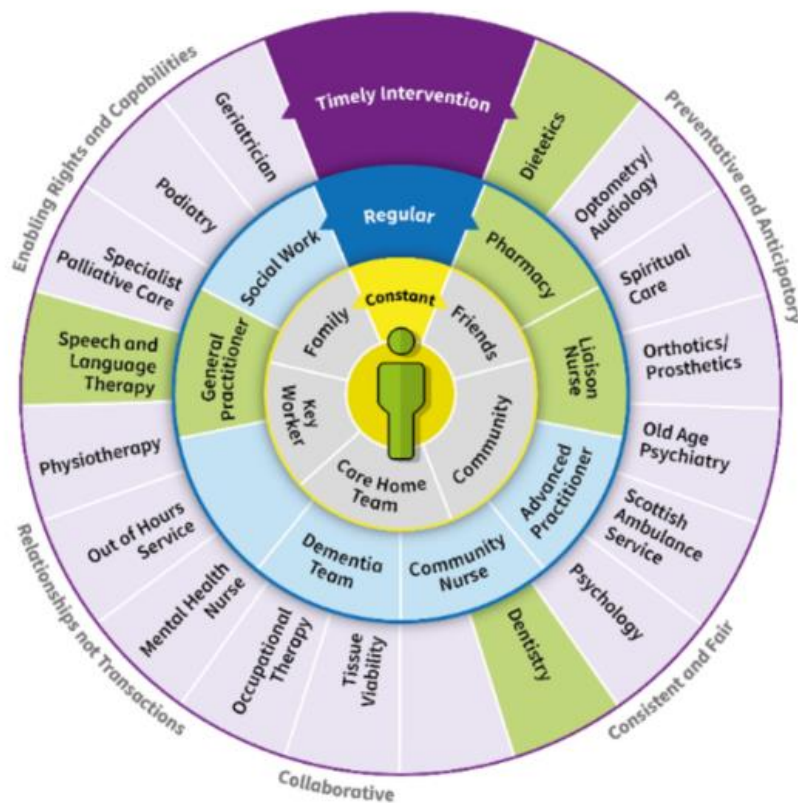 Enabling Rights and Capabilities
Preventative and Anticipatory
Consistent and Fair
Collaborative
Relationships not Transactions
Timely Intervention
Dietetics
Optometry/
Audiology
Spiritual
Care
Orthotics/
Prosthetics
Old Age
Psychiatry
Scottish
Ambulance
Service
Psychology
Dentistry
Tissue
Viability
Occupational
Therapy
Mental Health
Nurse
Out of Hours
Service
Physiotherapy
Speech and
Language
Therapy
Specialist
Palliative Care
Podiatry
Geriatrician
Regular
Pharmacy
Liaison
Nurse
Advanced
Practitioner
Community
Nurse
Dementia
Team
General
Practitioner
Social Work
Constant
Friends
Community
Care Home
Team
Key
Worker
Family